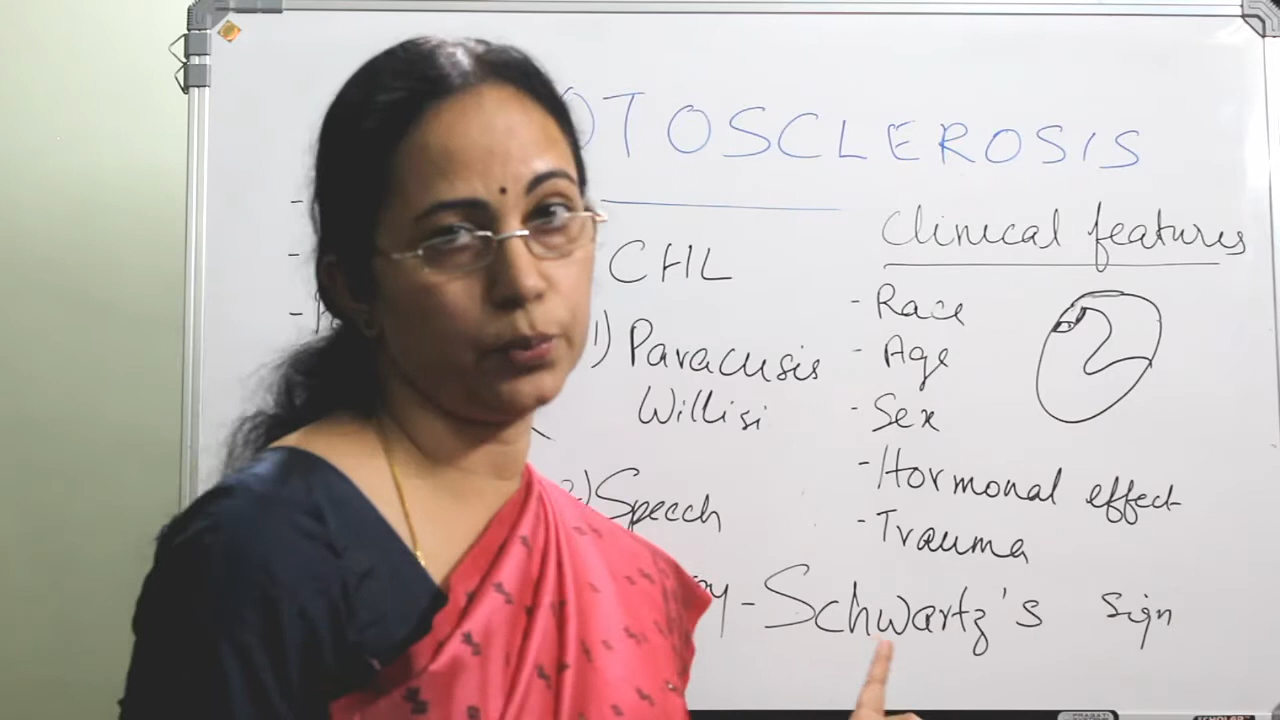 OTOSCLEROSIS
CHL
1) Paracusis
Willisi
2) Speech
Clinical features
- Race
- Age
- Sex
- Hormonal effect
- Trauma
- Schwartz's sign